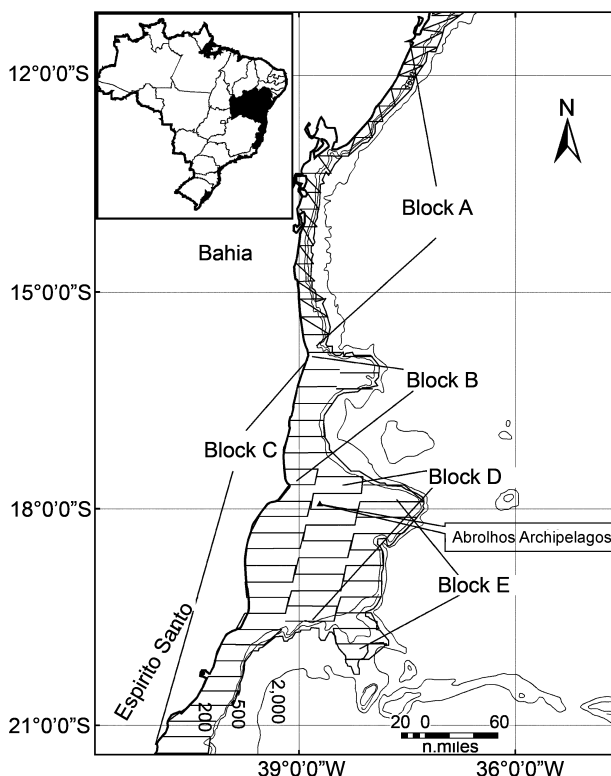 12°0'0"S
N
Block A
Bahia
15°0'0"S
Block B
Block C
Block D
18°0'0"S
Abrolhos Archipelagos
Block E
Espirito Santo
200
500
2,000
21°0'0"S
20 0 60
n.miles
39°0'0"W
36°0'0"W